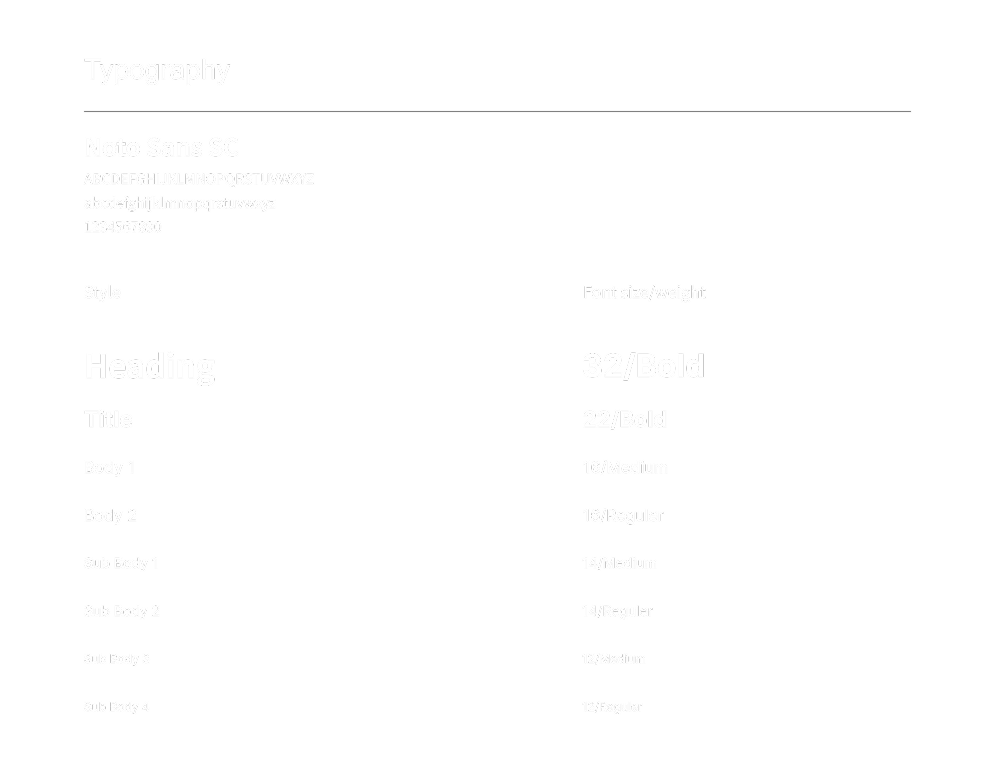 Typography
Noto Sans SC
ABCDEFGHIJKLMNOPQRSTUVWXYZ
abcdefghijklmnopqrstuvwxyz
1234567890
Style Font size/weight
Heading 32/Bold
Title 22/Bold
Body 1 16/Medium
Body 2 16/Regular
Sub Body 1 14/Medium
Sub Body 2 14/Regular
Sub Body 3 12/Medium
Sub Body 4 12/Regular